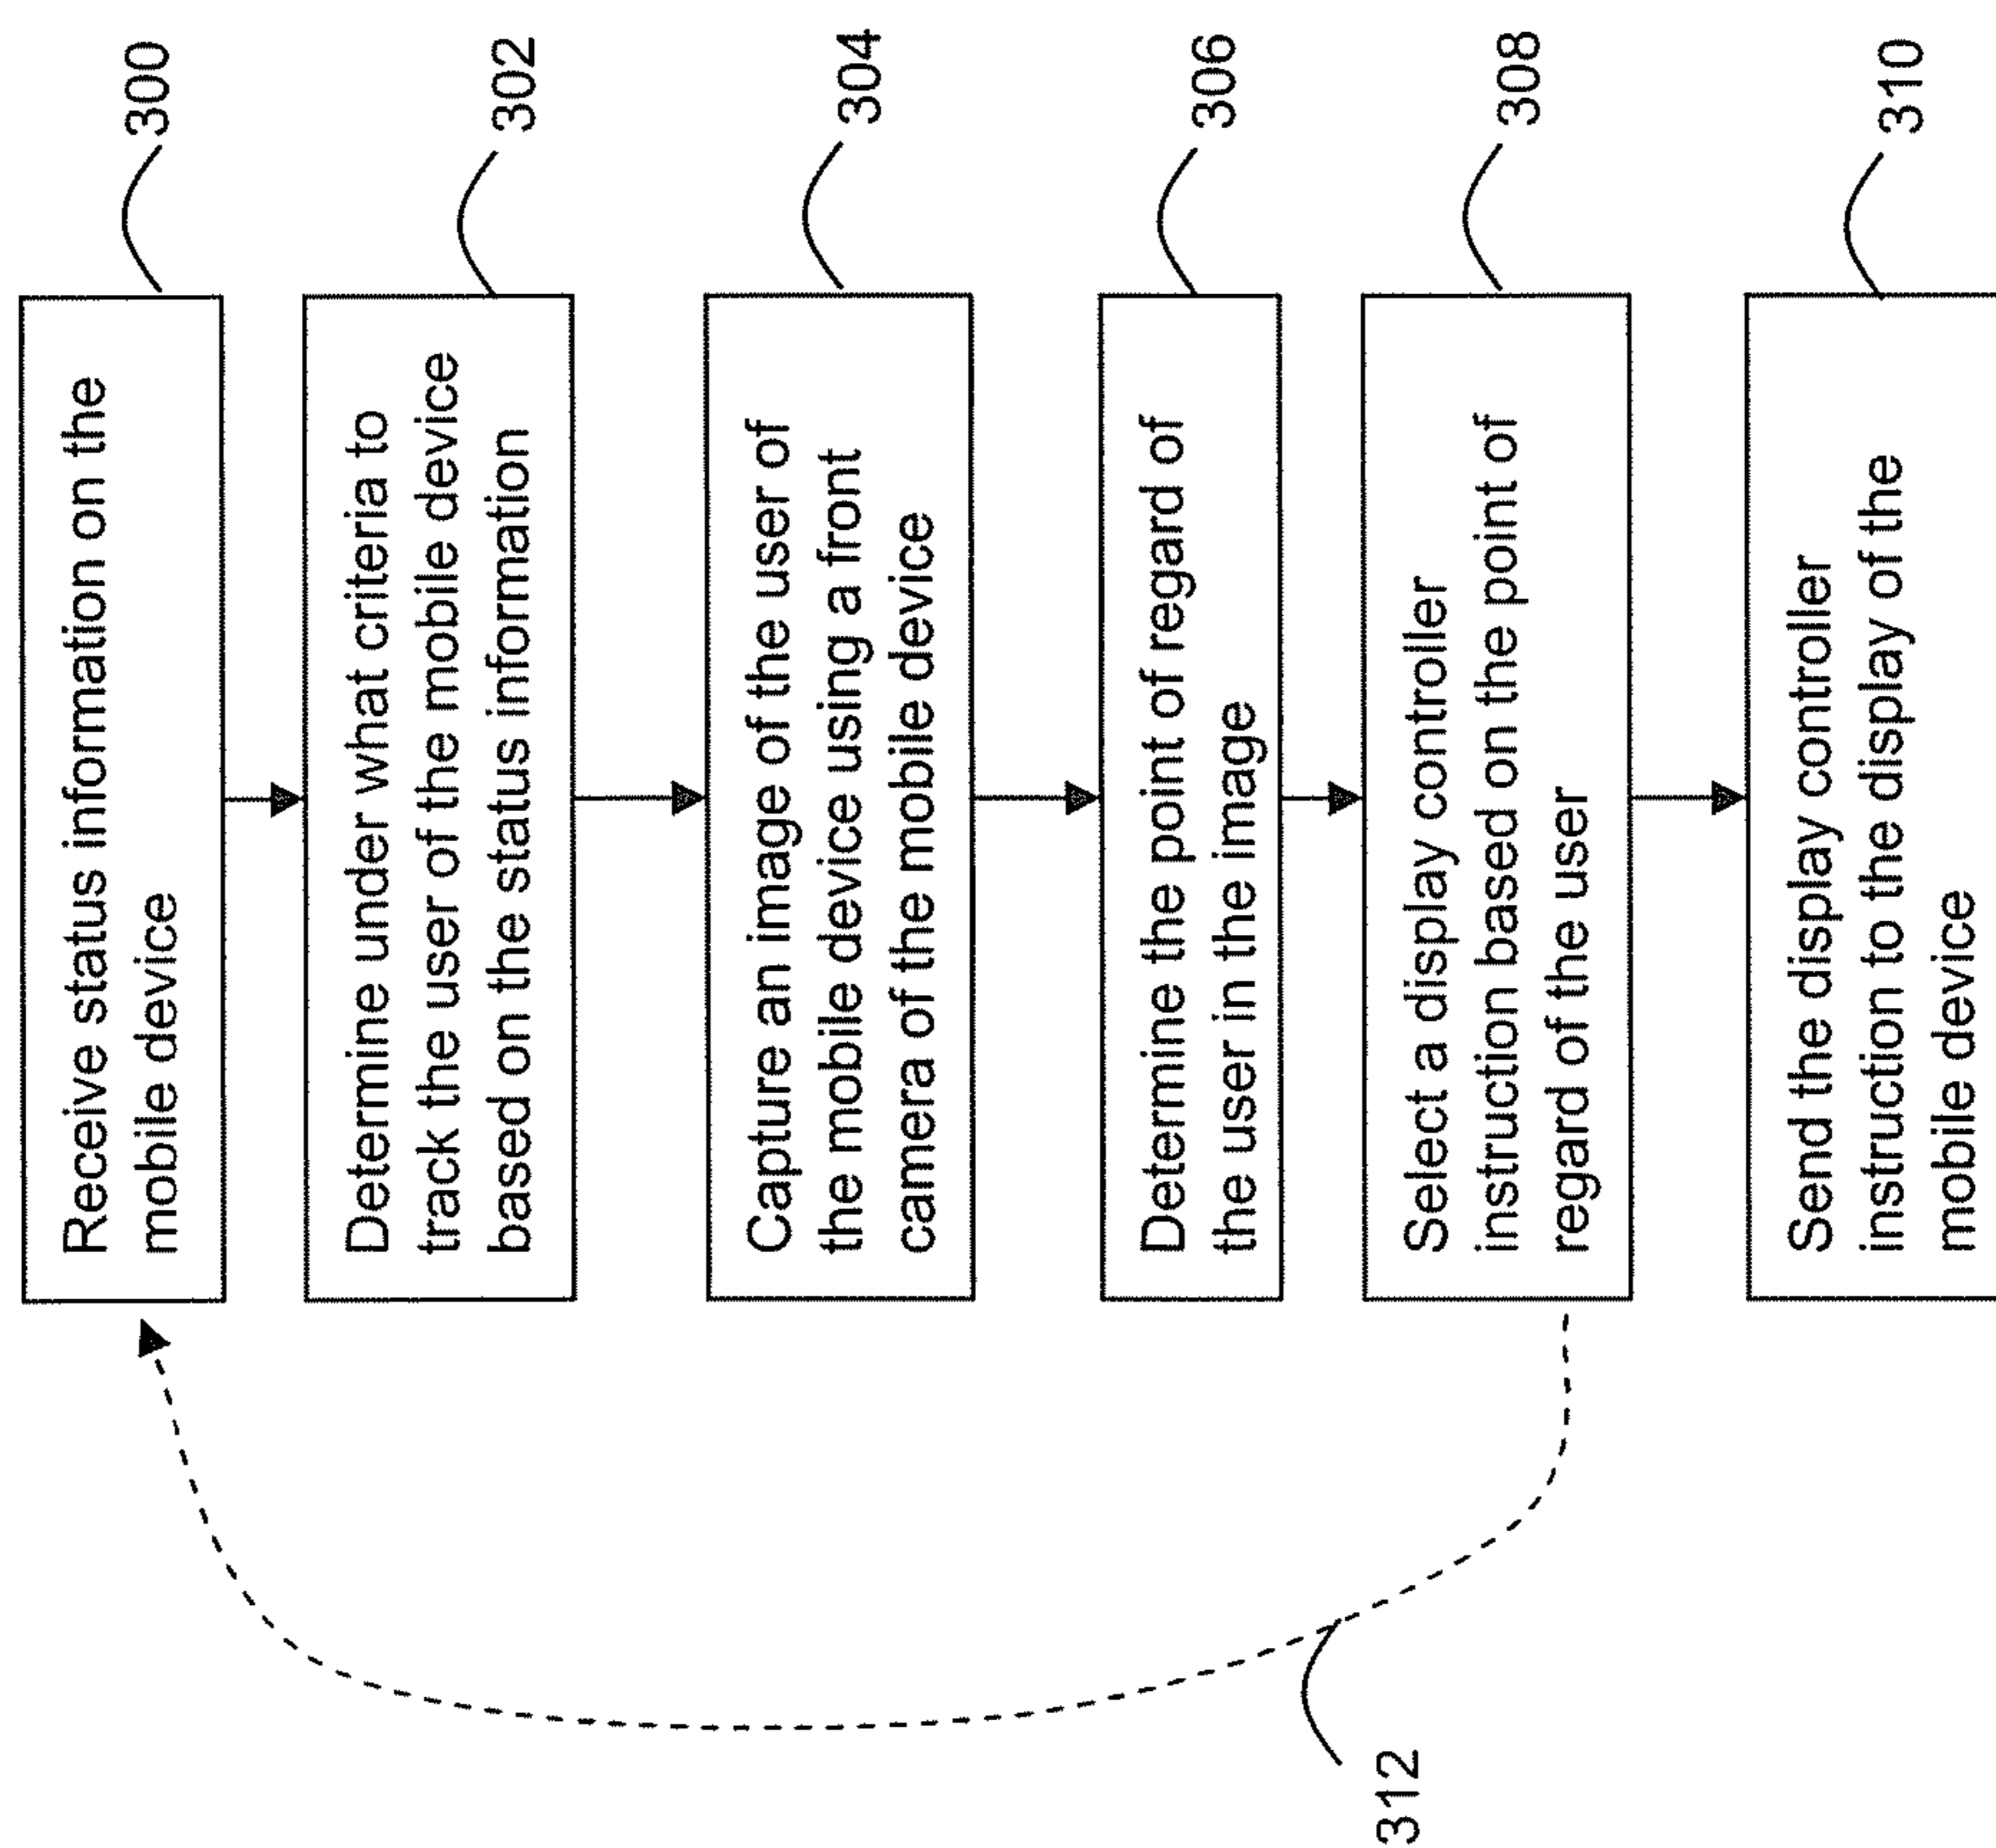 Receive status information on the
mobile device
300
Determine under what criteria to
track the user of the mobile device
based on the status information
302
Capture an image of the user of
the mobile device using a front
camera of the mobile device
304
Determine the point of regard of
the user in the image
306
Select a display controller
instruction based on the point of
regard of the user
308
Send the display controller
instruction to the display of the
mobile device
310
312